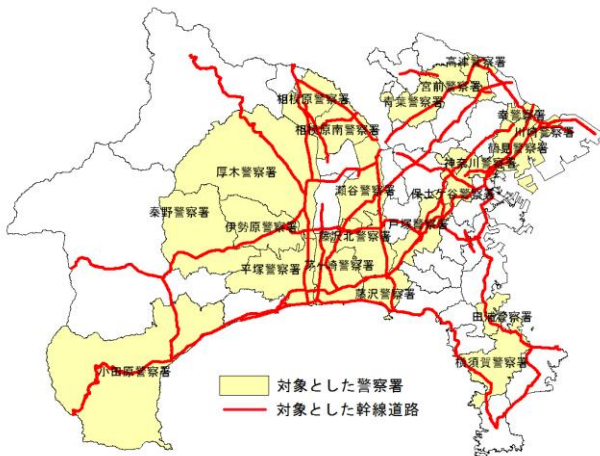 高津警察署
宮前警察署
青葉警察署
相模原警察署
幸警察署
川崎警察署
相模原南警察署
鶴見警察署
神奈川警察署
厚木警察署
瀬谷警察署
保土ケ谷警察署
秦野警察署
伊勢原警察署
戸塚警察署
藤沢北警察署
平塚警察署
茅ケ崎警察署
藤沢警察署
田浦警察署
横須賀警察署
小田原警察署
対象とした警察署
対象とした幹線道路